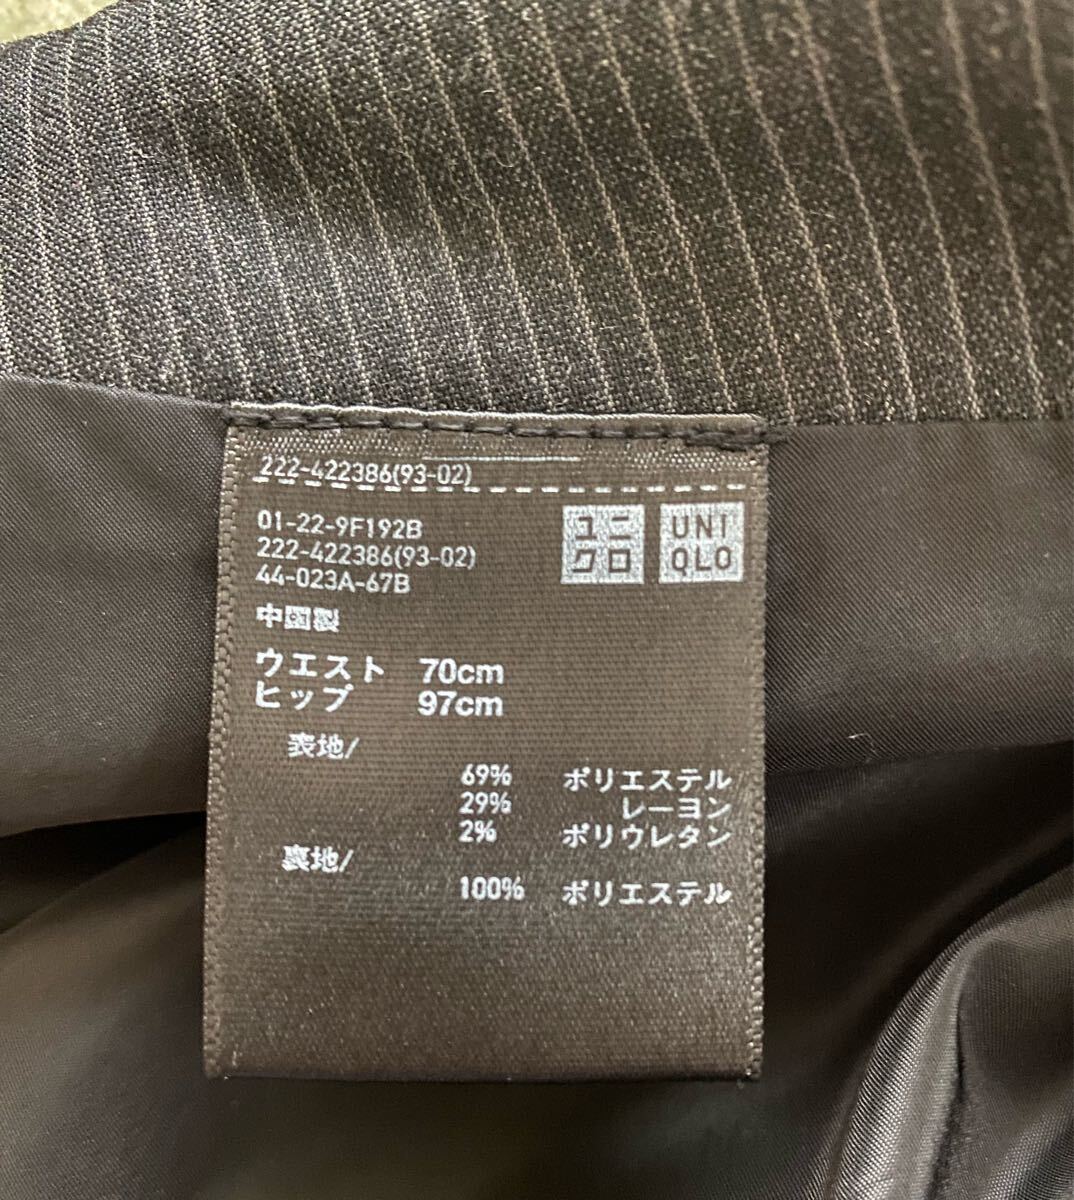 222-422386(93-02)
01-22-9F192B
222-422386(93-02)
44-023A-67B
ユニ
クロ
UNI
QLO
中国製
ウエスト 70cm
ヒップ 97cm
表地/
69% ポリエステル
29% レーヨン
2% ポリウレタン
裏地/
100% ポリエステル